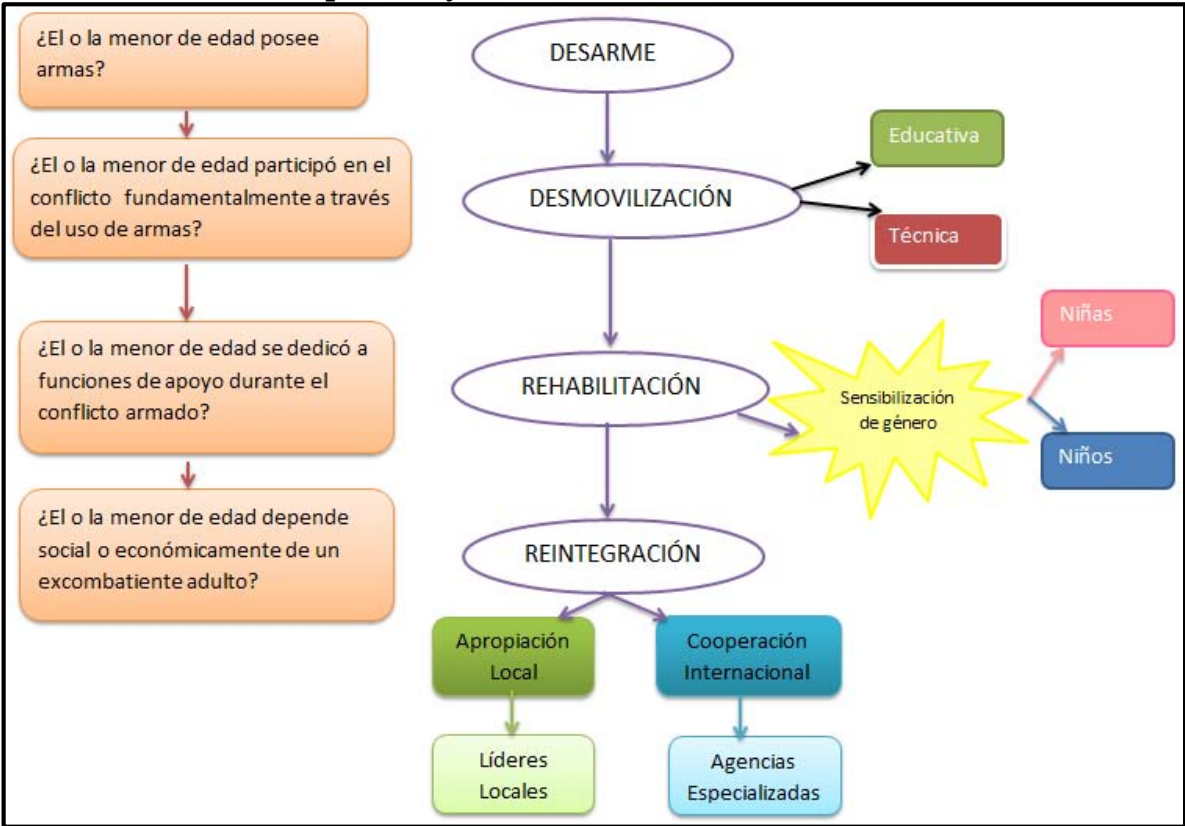 ¿El o la menor de edad posee
armas?
¿El o la menor de edad participó en el
conflicto fundamentalmente a través
del uso de armas?
¿El o la menor de edad se dedicó a
funciones de apoyo durante el
conflicto armado?
¿El o la menor de edad depende
social o económicamente de un
excombatiente adulto?
DESARME
DESMOVILIZACIÓN
Educativa
Técnica
REHABILITACIÓN
Sensibilización
de género
Niñas
Niños
REINTEGRACIÓN
Apropiación
Local
Cooperación
Internacional
Líderes
Locales
Agencias
Especializadas